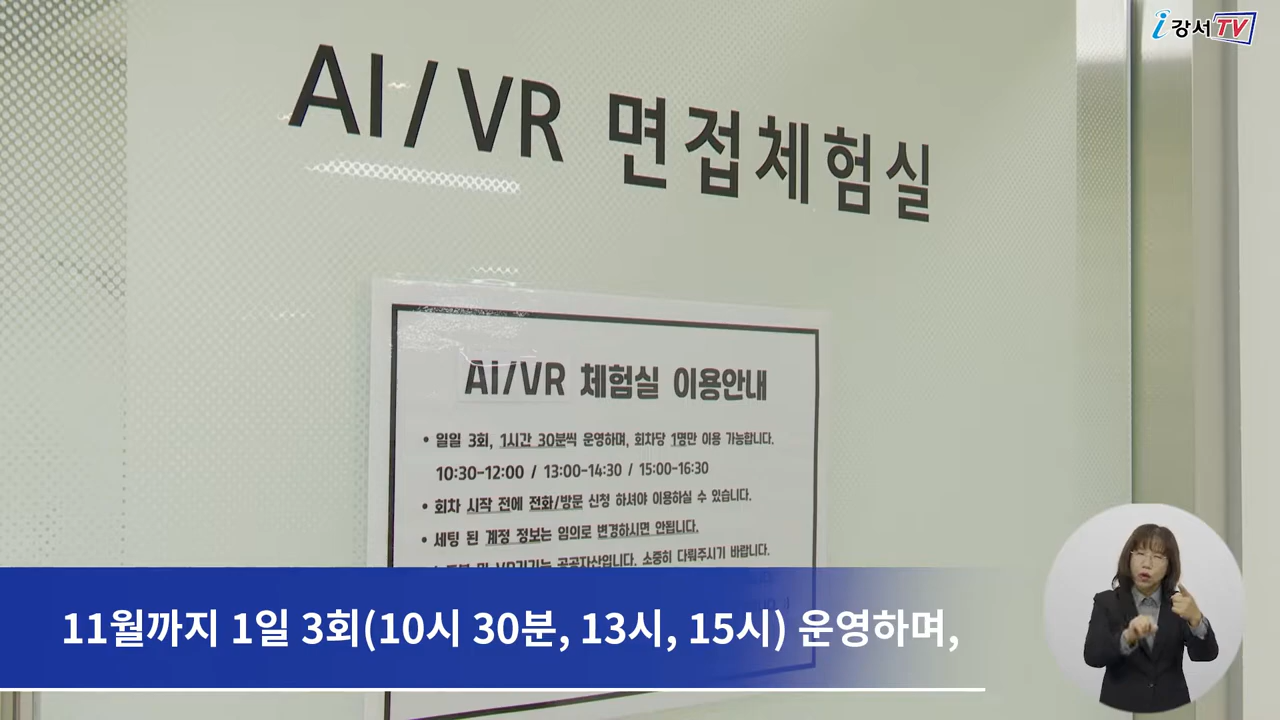 i강서TV
AI/VR 면접체험실
AI/VR 체험실 이용안내
• 일일 3회, 1시간 30분씩 운영하며, 회차당 1명만 이용 가능합니다.
10:30-12:00 / 13:00-14:30 / 15:00-16:30
• 회차 시작 전에 전화/방문 신청 하셔야 이용하실 수 있습니다.
• 세팅 된 계정 정보는 임의로 변경하시면 안됩니다.
및 VR기기는 공공자산입니다. 소중히 다뤄주시기 바랍니다.
11월까지 1일 3회(10시 30분, 13시, 15시) 운영하며,